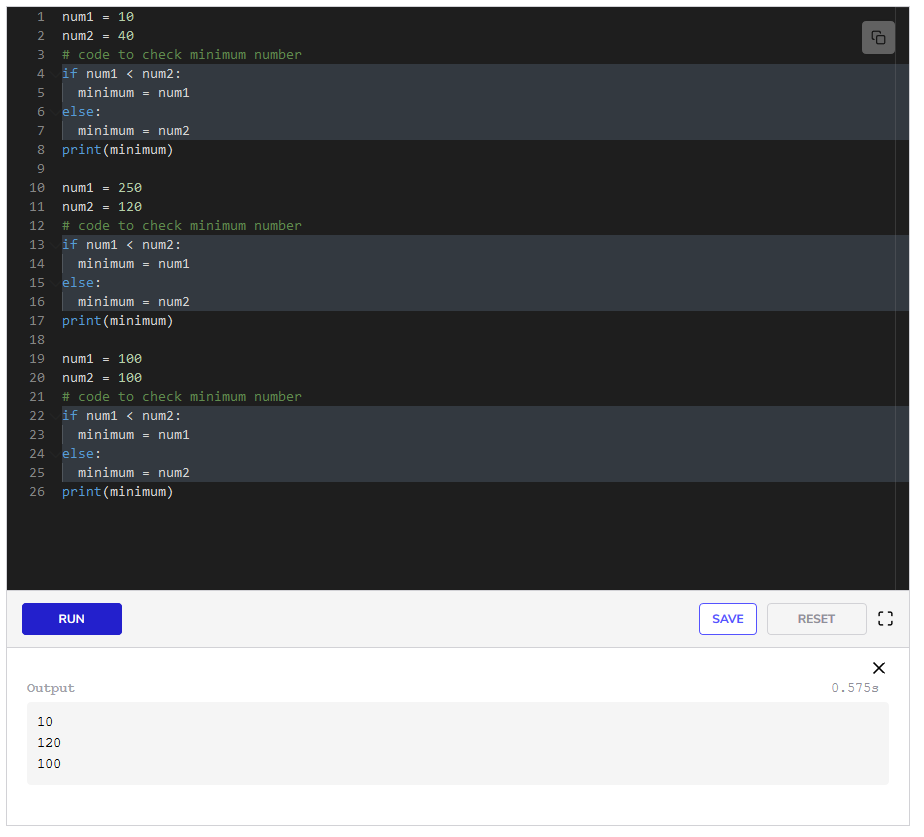 1 num1 = 10
2 num2 = 40
3 # code to check minimum number
4 if num1 < num2:
5   minimum = num1
6 else:
7   minimum = num2
8 print(minimum)
9
10 num1 = 250
11 num2 = 120
12 # code to check minimum number
13 if num1 < num2:
14   minimum = num1
15 else:
16   minimum = num2
17 print(minimum)
18
19 num1 = 100
20 num2 = 100
21 # code to check minimum number
22 if num1 < num2:
23   minimum = num1
24 else:
25   minimum = num2
26 print(minimum)
RUN SAVE RESET
Output 0.575s
10
120
100